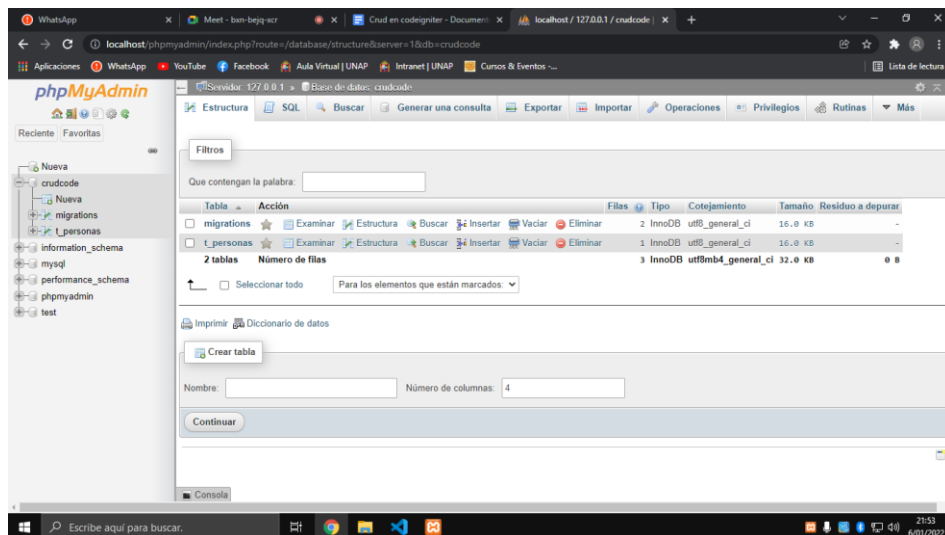 WhatsApp
Meet - bxn-bejq-xcr
Crud en codeigniter - Document
localhost / 127.0.0.1 / crudcode |
localhost/phpmyadmin/index.php?route=/database/structure&server=1&db=crudcode
Aplicaciones WhatsApp YouTube Facebook Aula Virtual | UNAP Intranet | UNAP Cursos & Eventos -... Lista de lectura
phpMyAdmin
Reciente Favoritas
Nueva
crudcode
Nueva
migrations
t_personas
information_schema
mysql
performance_schema
phpmyadmin
test
Servidor: 127.0.0.1 » Base de datos: crudcode
Estructura SQL Buscar Generar una consulta Exportar Importar Operaciones Privilegios Rutinas Más
Filtros
Que contengan la palabra:
Tabla Acción Filas Tipo Cotejamiento Tamaño Residuo a depurar
migrations Examinar Estructura Buscar Insertar Vaciar Eliminar 2 InnoDB utf8_general_ci 16.0 KB -
t_personas Examinar Estructura Buscar Insertar Vaciar Eliminar 1 InnoDB utf8_general_ci 16.0 KB -
2 tablas Número de filas 3 InnoDB utf8mb4_general_ci 32.0 KB 0 B
Seleccionar todo Para los elementos que están marcados:
Imprimir Diccionario de datos
Crear tabla
Nombre: Número de columnas: 4
Continuar
Consola
Escribe aquí para buscar.
21:53
6/01/2022